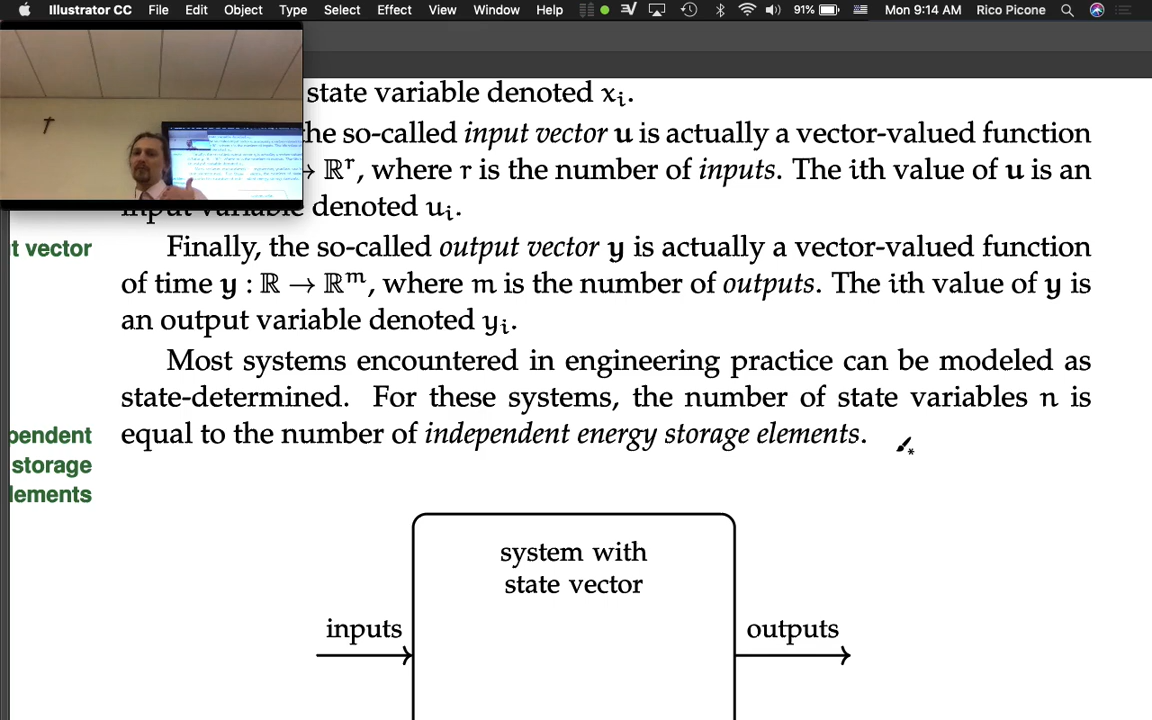 Illustrator CC File Edit Object Type Select Effect View Window Help 91% Mon 9:14 AM Rico Picone
state variable denoted xᵢ.
he so-called input vector u is actually a vector-valued function
→ ℝʳ, where r is the number of inputs. The ith value of u is an
input variable denoted uᵢ.
t vector
Finally, the so-called output vector y is actually a vector-valued function
of time y : ℝ → ℝᵐ, where m is the number of outputs. The ith value of y is
an output variable denoted yᵢ.
Most systems encountered in engineering practice can be modeled as
state-determined. For these systems, the number of state variables n is
equal to the number of independent energy storage elements.
pendent
storage
lements
system with
state vector
inputs
outputs